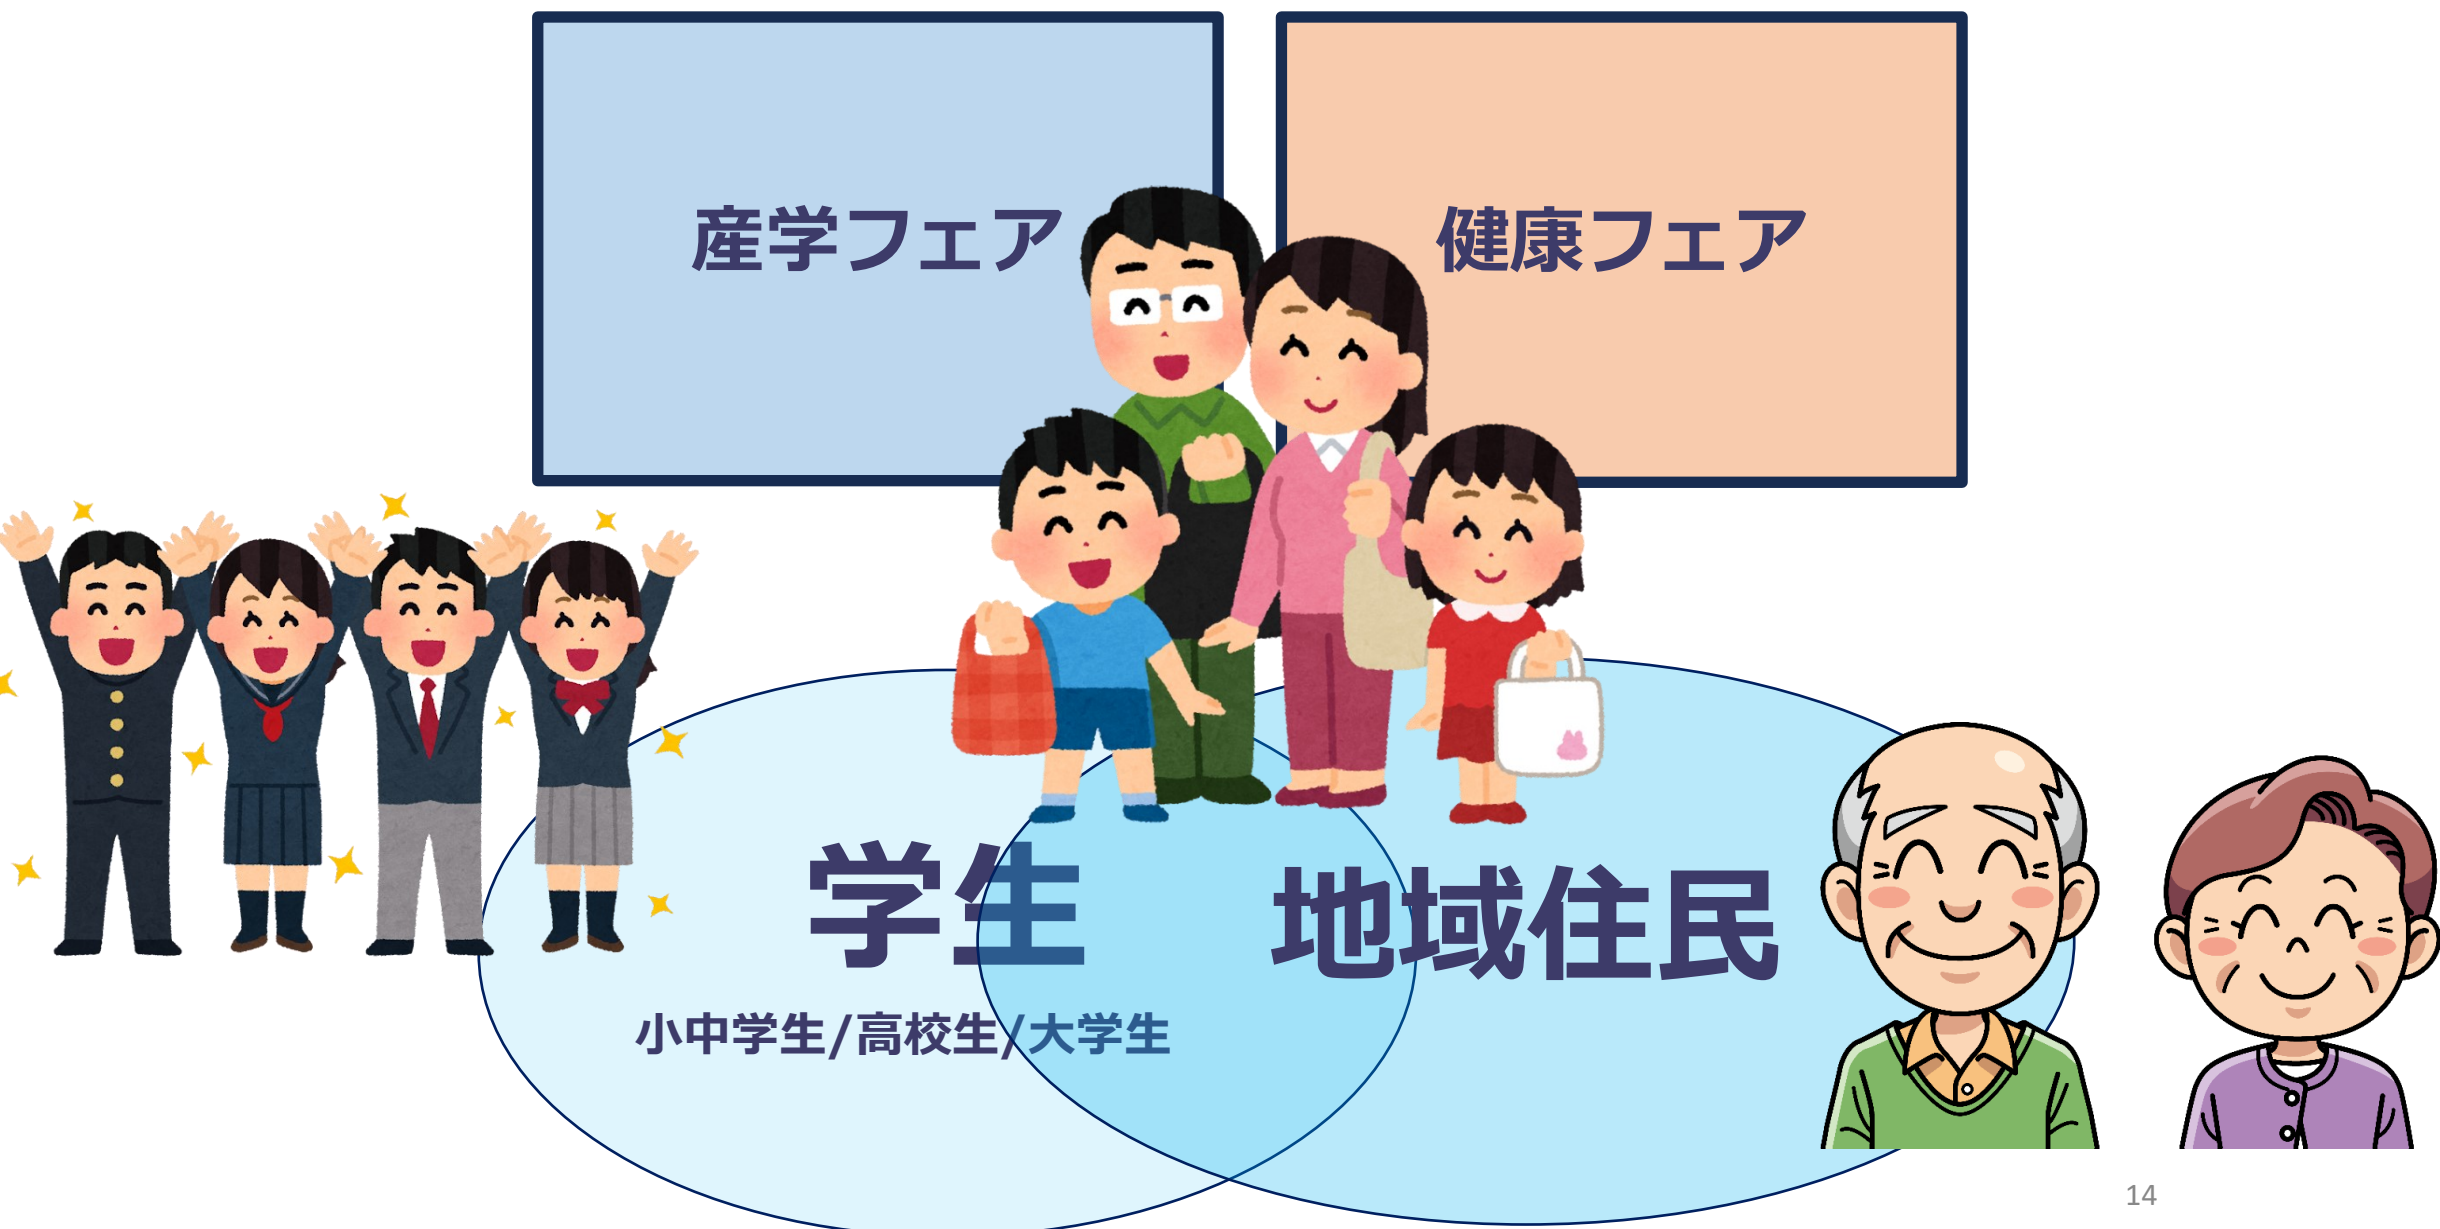 産学フェア
健康フェア
学生
地域住民
小中学生/高校生/大学生
14